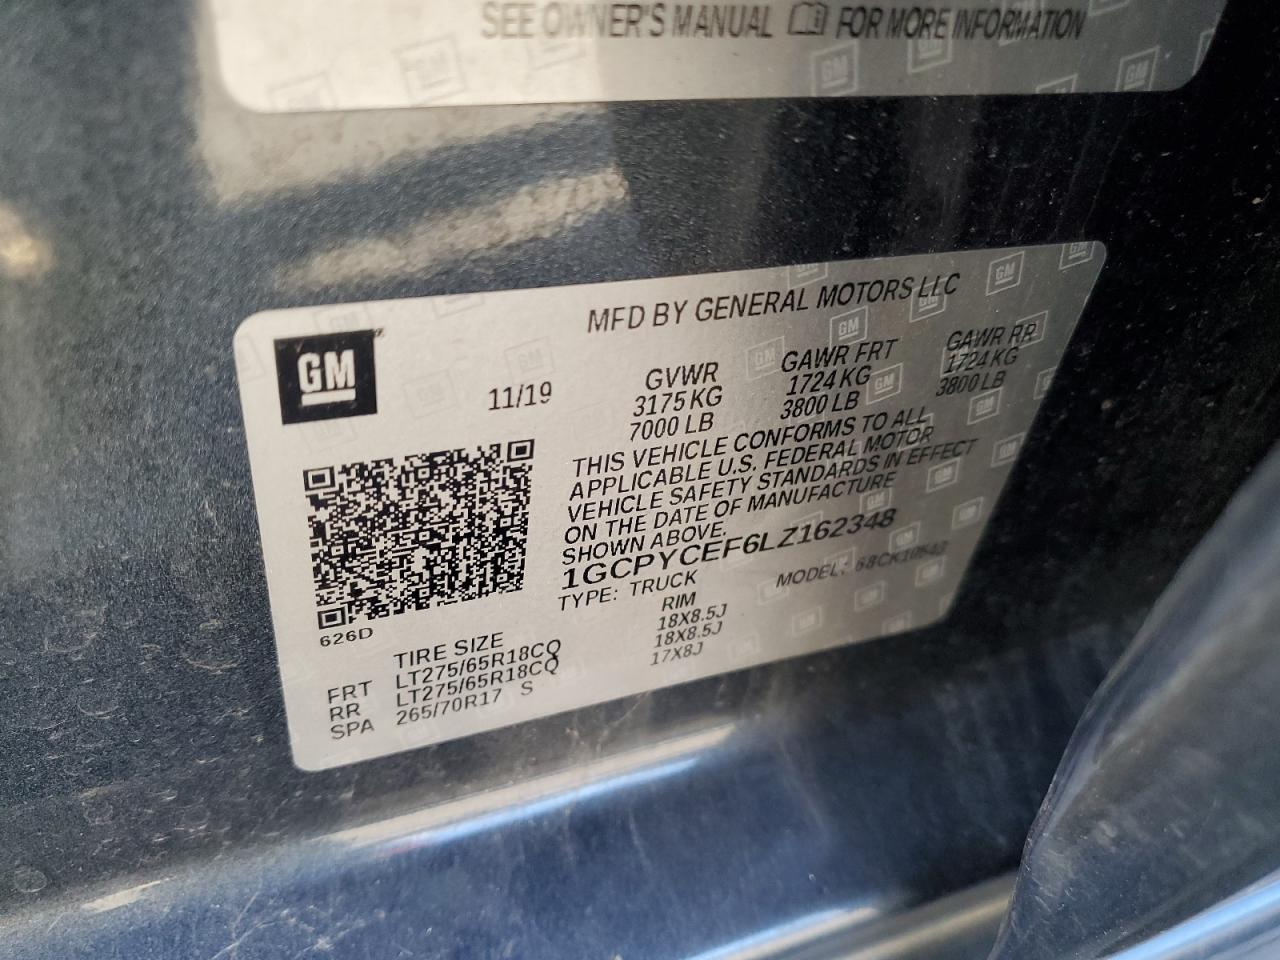 SEE OWNER'S MANUAL FOR MORE INFORMATION
GM
MFD BY GENERAL MOTORS LLC
11/19
GVWR GAWR FRT GAWR RR
3175 KG 1724 KG 1724 KG
7000 LB 3800 LB 3800 LB
THIS VEHICLE CONFORMS TO ALL
APPLICABLE U.S. FEDERAL MOTOR
VEHICLE SAFETY STANDARDS IN EFFECT
ON THE DATE OF MANUFACTURE
SHOWN ABOVE.
1GCPYCEF6LZ162348
TYPE: TRUCK MODEL:
626D
TIRE SIZE RIM
FRT LT275/65R18CQ 18X8.5J
RR LT275/65R18CQ 18X8.5J
SPA 265/70R17 S 17X8J